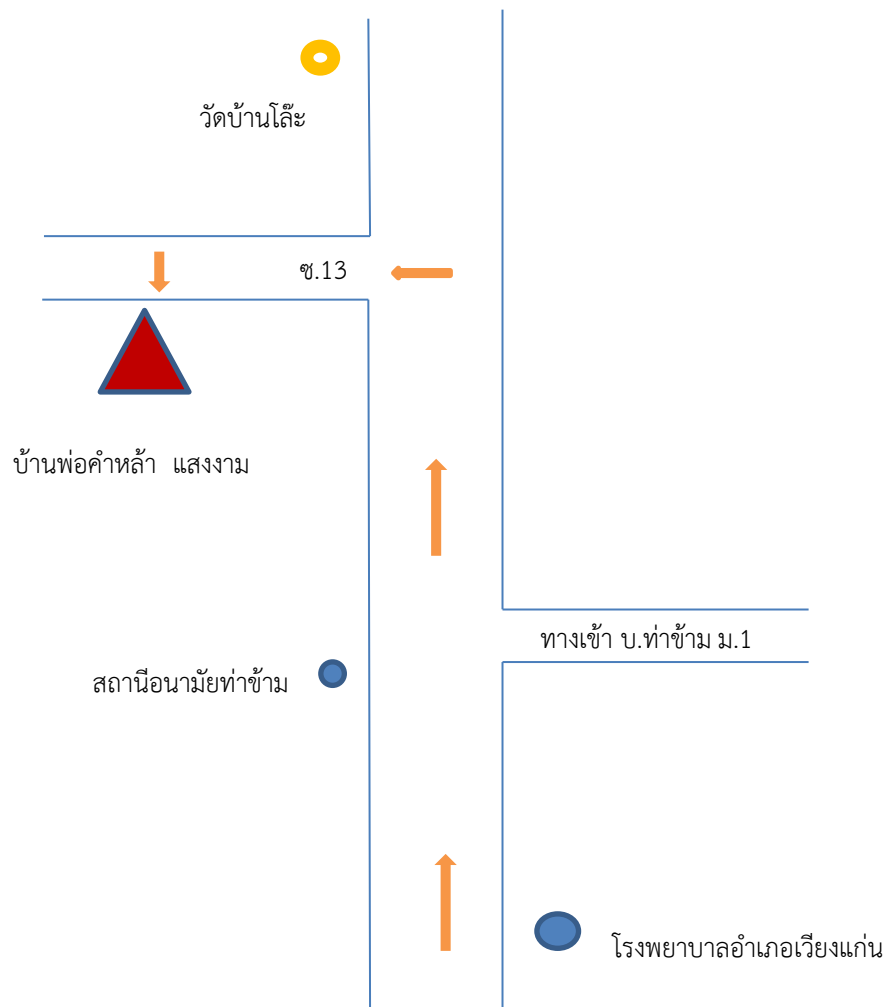 วัดบ้านโล๊ะ
ซ.13
บ้านพ่อคำหล้า แสงงาม
ทางเข้า บ.ท่าข้าม ม.1
สถานีอนามัยท่าข้าม
โรงพยาบาลอำเภอเวียงแก่น